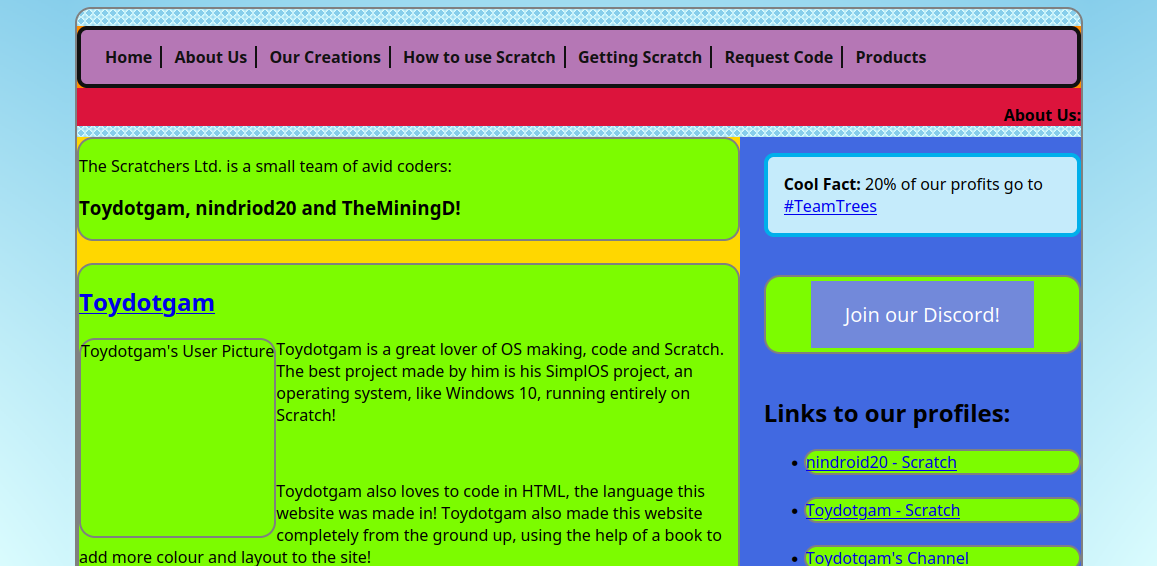 Home About Us Our Creations How to use Scratch Getting Scratch Request Code Products
About Us:
The Scratchers Ltd. is a small team of avid coders:
Toydotgam, nindriod20 and TheMiningD!
Toydotgam
Toydotgam's User Picture
Toydotgam is a great lover of OS making, code and Scratch.
The best project made by him is his SimplOS project, an
operating system, like Windows 10, running entirely on
Scratch!
Toydotgam also loves to code in HTML, the language this
website was made in! Toydotgam also made this website
completely from the ground up, using the help of a book to
add more colour and layout to the site!
Cool Fact: 20% of our profits go to
#TeamTrees
Join our Discord!
Links to our profiles:
nindroid20 - Scratch
Toydotgam - Scratch
Toydotgam's Channel